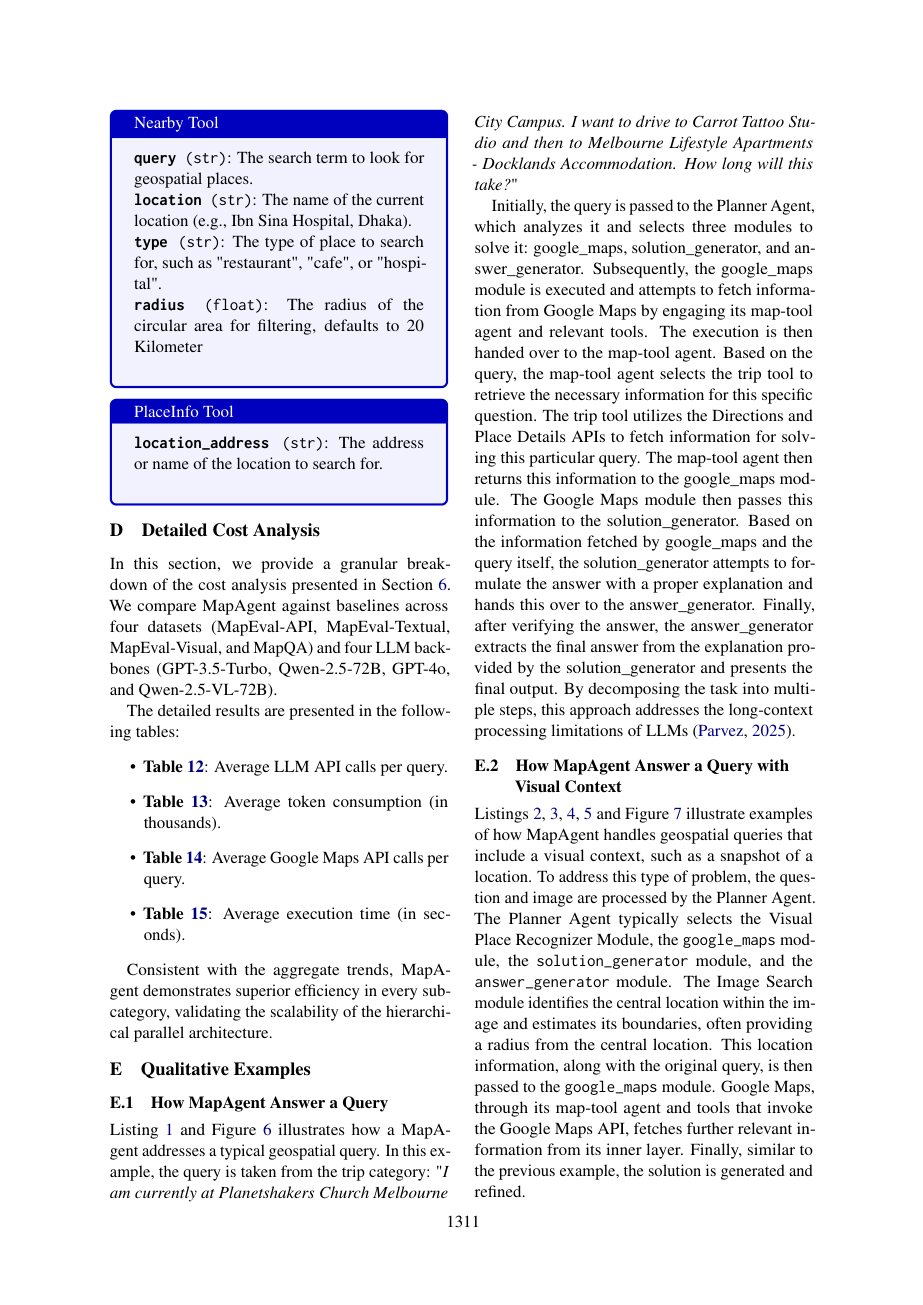 Nearby Tool
query (str): The search term to look for
geospatial places.
location (str): The name of the current
location (e.g., Ibn Sina Hospital, Dhaka).
type (str): The type of place to search
for, such as "restaurant", "cafe", or "hospi-
tal".
radius (float): The radius of the
circular area for filtering, defaults to 20
Kilometer
PlaceInfo Tool
location_address (str): The address
or name of the location to search for.
D Detailed Cost Analysis
In this section, we provide a granular break-
down of the cost analysis presented in Section 6.
We compare MapAgent against baselines across
four datasets (MapEval-API, MapEval-Textual,
MapEval-Visual, and MapQA) and four LLM back-
bones (GPT-3.5-Turbo, Qwen-2.5-72B, GPT-4o,
and Qwen-2.5-VL-72B).
The detailed results are presented in the follow-
ing tables:
• Table 12: Average LLM API calls per query.
• Table 13: Average token consumption (in
thousands).
• Table 14: Average Google Maps API calls per
query.
• Table 15: Average execution time (in sec-
onds).
Consistent with the aggregate trends, MapA-
gent demonstrates superior efficiency in every sub-
category, validating the scalability of the hierarchi-
cal parallel architecture.
E Qualitative Examples
E.1 How MapAgent Answer a Query
Listing 1 and Figure 6 illustrates how a MapA-
gent addresses a typical geospatial query. In this ex-
ample, the query is taken from the trip category: "I
am currently at Planetshakers Church Melbourne
City Campus. I want to drive to Carrot Tattoo Stu-
dio and then to Melbourne Lifestyle Apartments
- Docklands Accommodation. How long will this
take?"
Initially, the query is passed to the Planner Agent,
which analyzes it and selects three modules to
solve it: google_maps, solution_generator, and an-
swer_generator. Subsequently, the google_maps
module is executed and attempts to fetch informa-
tion from Google Maps by engaging its map-tool
agent and relevant tools. The execution is then
handed over to the map-tool agent. Based on the
query, the map-tool agent selects the trip tool to
retrieve the necessary information for this specific
question. The trip tool utilizes the Directions and
Place Details APIs to fetch information for solv-
ing this particular query. The map-tool agent then
returns this information to the google_maps mod-
ule. The Google Maps module then passes this
information to the solution_generator. Based on
the information fetched by google_maps and the
query itself, the solution_generator attempts to for-
mulate the answer with a proper explanation and
hands this over to the answer_generator. Finally,
after verifying the answer, the answer_generator
extracts the final answer from the explanation pro-
vided by the solution_generator and presents the
final output. By decomposing the task into multi-
ple steps, this approach addresses the long-context
processing limitations of LLMs (Parvez, 2025).
E.2 How MapAgent Answer a Query with
Visual Context
Listings 2, 3, 4, 5 and Figure 7 illustrate examples
of how MapAgent handles geospatial queries that
include a visual context, such as a snapshot of a
location. To address this type of problem, the ques-
tion and image are processed by the Planner Agent.
The Planner Agent typically selects the Visual
Place Recognizer Module, the google_maps mod-
ule, the solution_generator module, and the
answer_generator module. The Image Search
module identifies the central location within the im-
age and estimates its boundaries, often providing
a radius from the central location. This location
information, along with the original query, is then
passed to the google_maps module. Google Maps,
through its map-tool agent and tools that invoke
the Google Maps API, fetches further relevant in-
formation from its inner layer. Finally, similar to
the previous example, the solution is generated and
refined.
1311